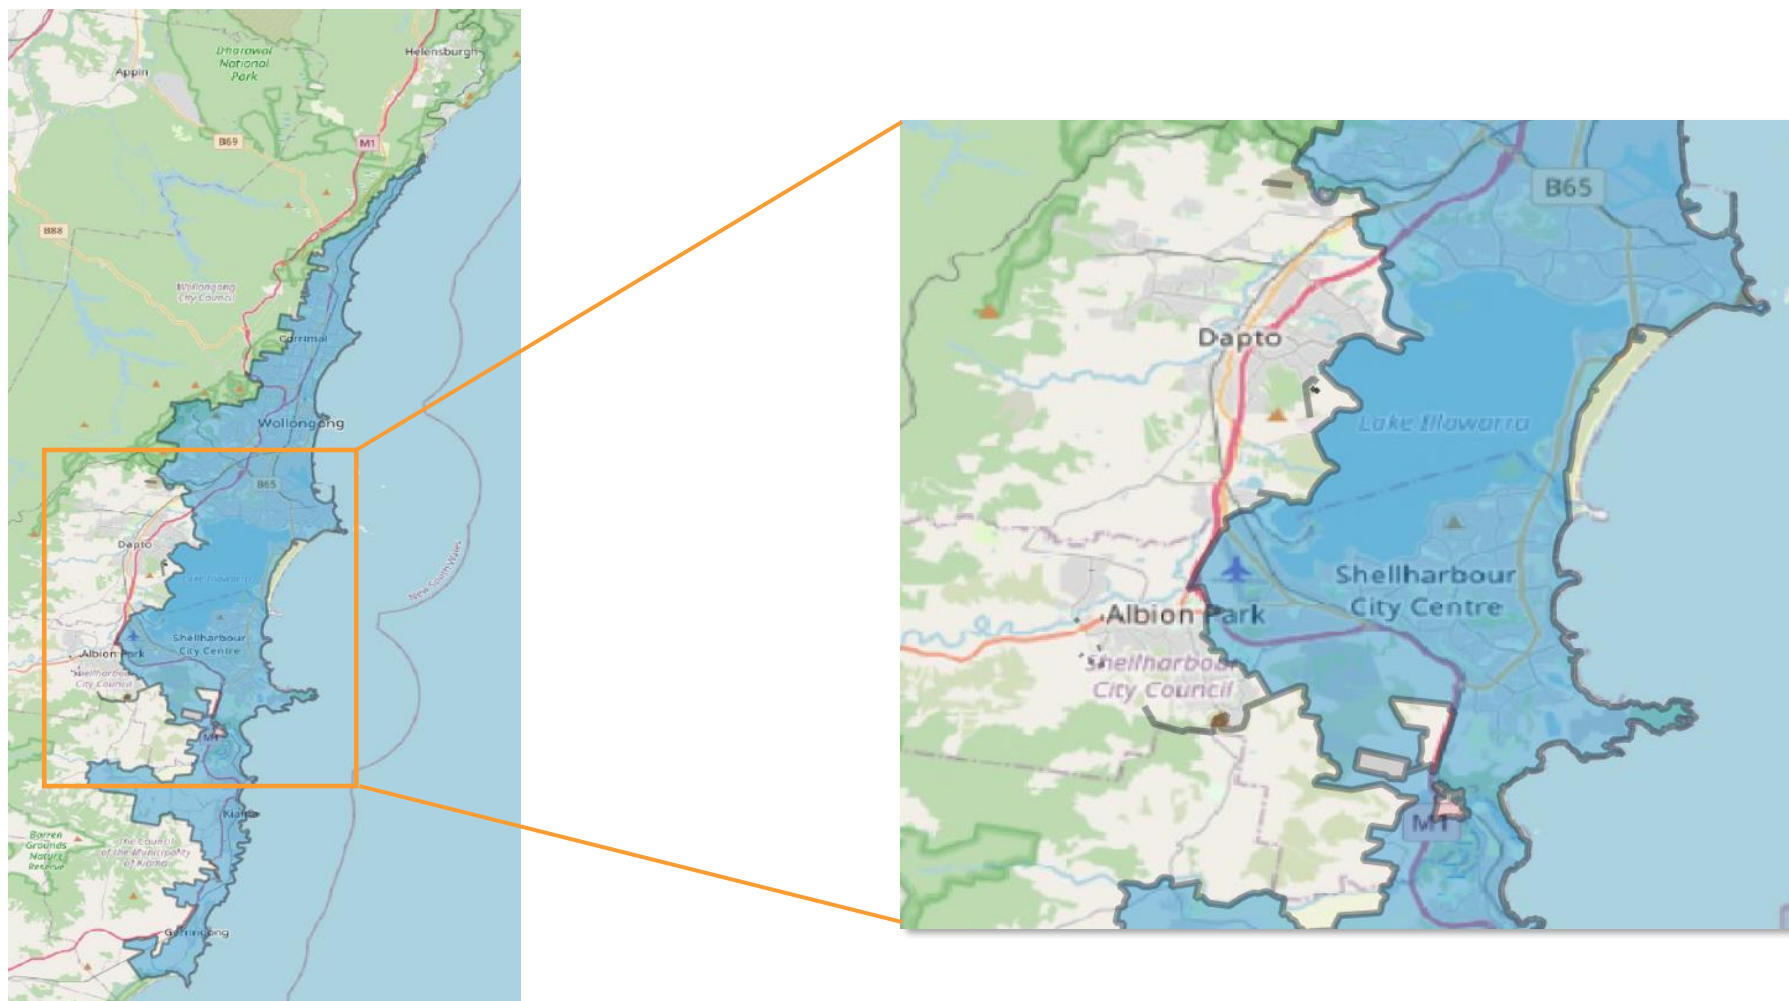 Dharawal
National
Park
Helensburgh
Appin
B69
M1
B88
Wollongong
City Council
Corrimal
Wollongong
B65
Dapto
Lake Illawarra
New South Wales
Shellharbour
City Centre
Albion Park
Shellharbour
City Council
M1
Kiama
Barren
Grounds
Nature
Reserve
The Council
of the Municipality
of Kiama
Gerringong
B65
Dapto
Lake Illawarra
Shellharbour
City Centre
Albion Park
Shellharbour
City Council
M1